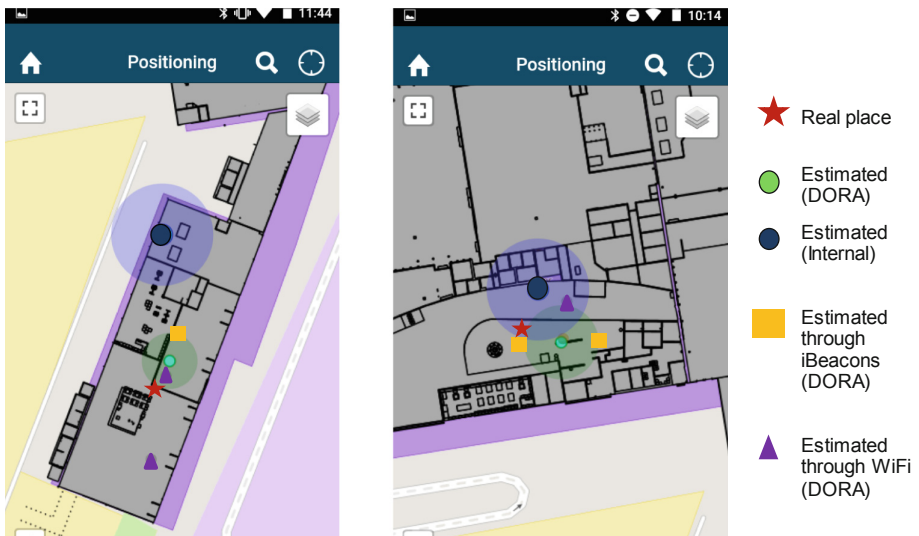 11:44
Positioning
10:14
Positioning
Real place
Estimated
(DORA)
Estimated
(Internal)
Estimated
through
iBeacons
(DORA)
Estimated
through WiFi
(DORA)